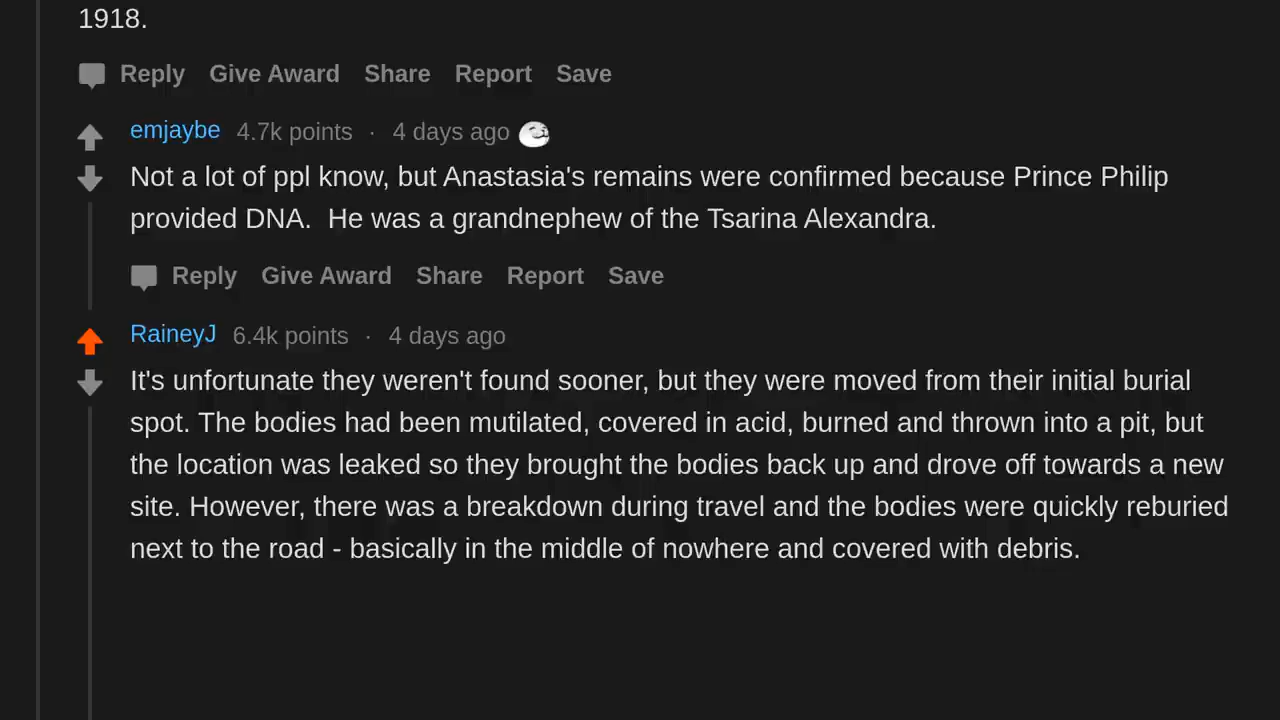 1918.
Reply Give Award Share Report Save
emjaybe 4.7k points · 4 days ago
Not a lot of ppl know, but Anastasia's remains were confirmed because Prince Philip
provided DNA.  He was a grandnephew of the Tsarina Alexandra.
Reply Give Award Share Report Save
RaineyJ 6.4k points · 4 days ago
It's unfortunate they weren't found sooner, but they were moved from their initial burial
spot. The bodies had been mutilated, covered in acid, burned and thrown into a pit, but
the location was leaked so they brought the bodies back up and drove off towards a new
site. However, there was a breakdown during travel and the bodies were quickly reburied
next to the road - basically in the middle of nowhere and covered with debris.